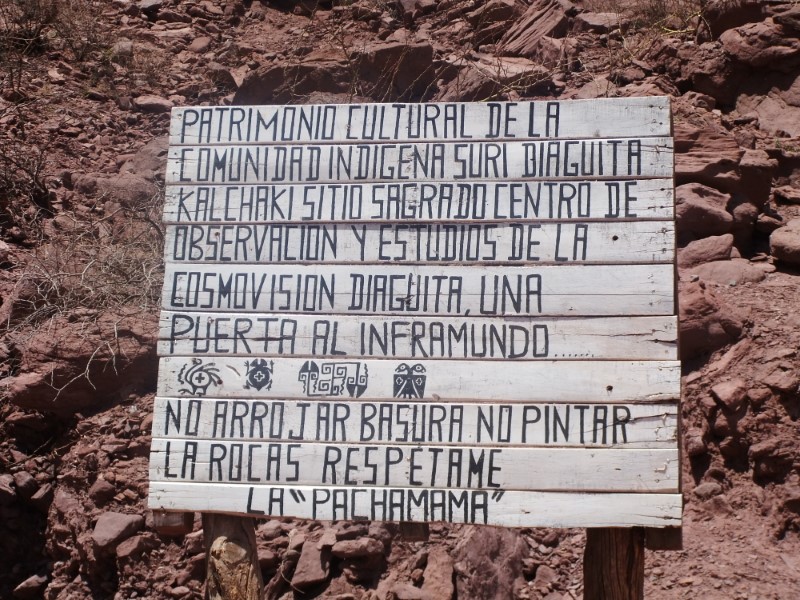 PATRIMONIO CULTURAL DE LA
COMUNIDAD INDIGENA SURI DIAGUITA
KALCHAKI SITIO SAGRADO CENTRO DE
OBSERVACION Y ESTUDIOS DE LA
COSMOVISION DIAGUITA, UNA
PUERTA AL INFRAMUNDO......
NO ARROJAR BASURA NO PINTAR
LA ROCAS RESPETAME
LA "PACHAMAMA"